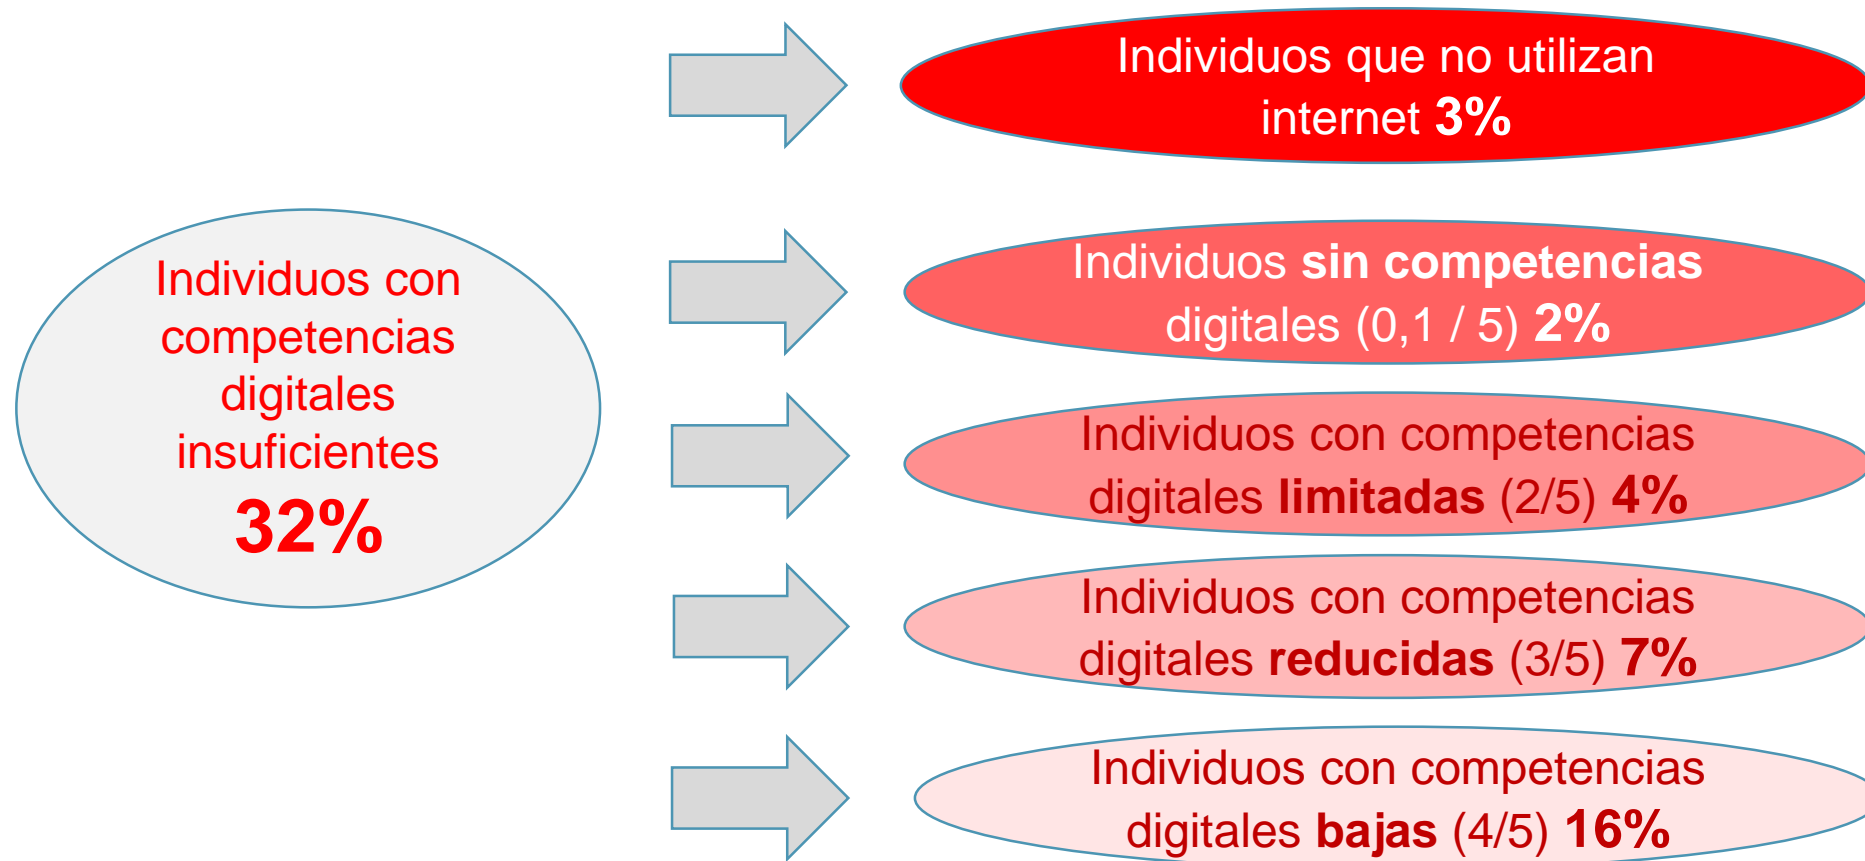 Individuos con
competencias
digitales
insuficientes
32%
Individuos que no utilizan
internet 3%
Individuos sin competencias
digitales (0,1 / 5) 2%
Individuos con competencias
digitales limitadas (2/5) 4%
Individuos con competencias
digitales reducidas (3/5) 7%
Individuos con competencias
digitales bajas (4/5) 16%